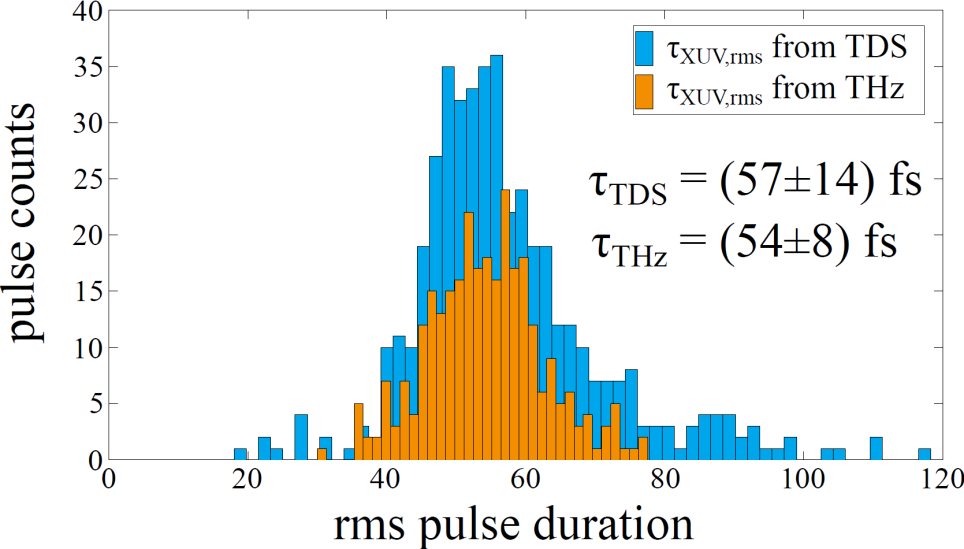 40
35
30
25
20
15
10
5
0
pulse counts
τXUV,rms from TDS
τXUV,rms from THz
τTDS = (57±14) fs
τTHz = (54±8) fs
0 20 40 60 80 100 120
rms pulse duration